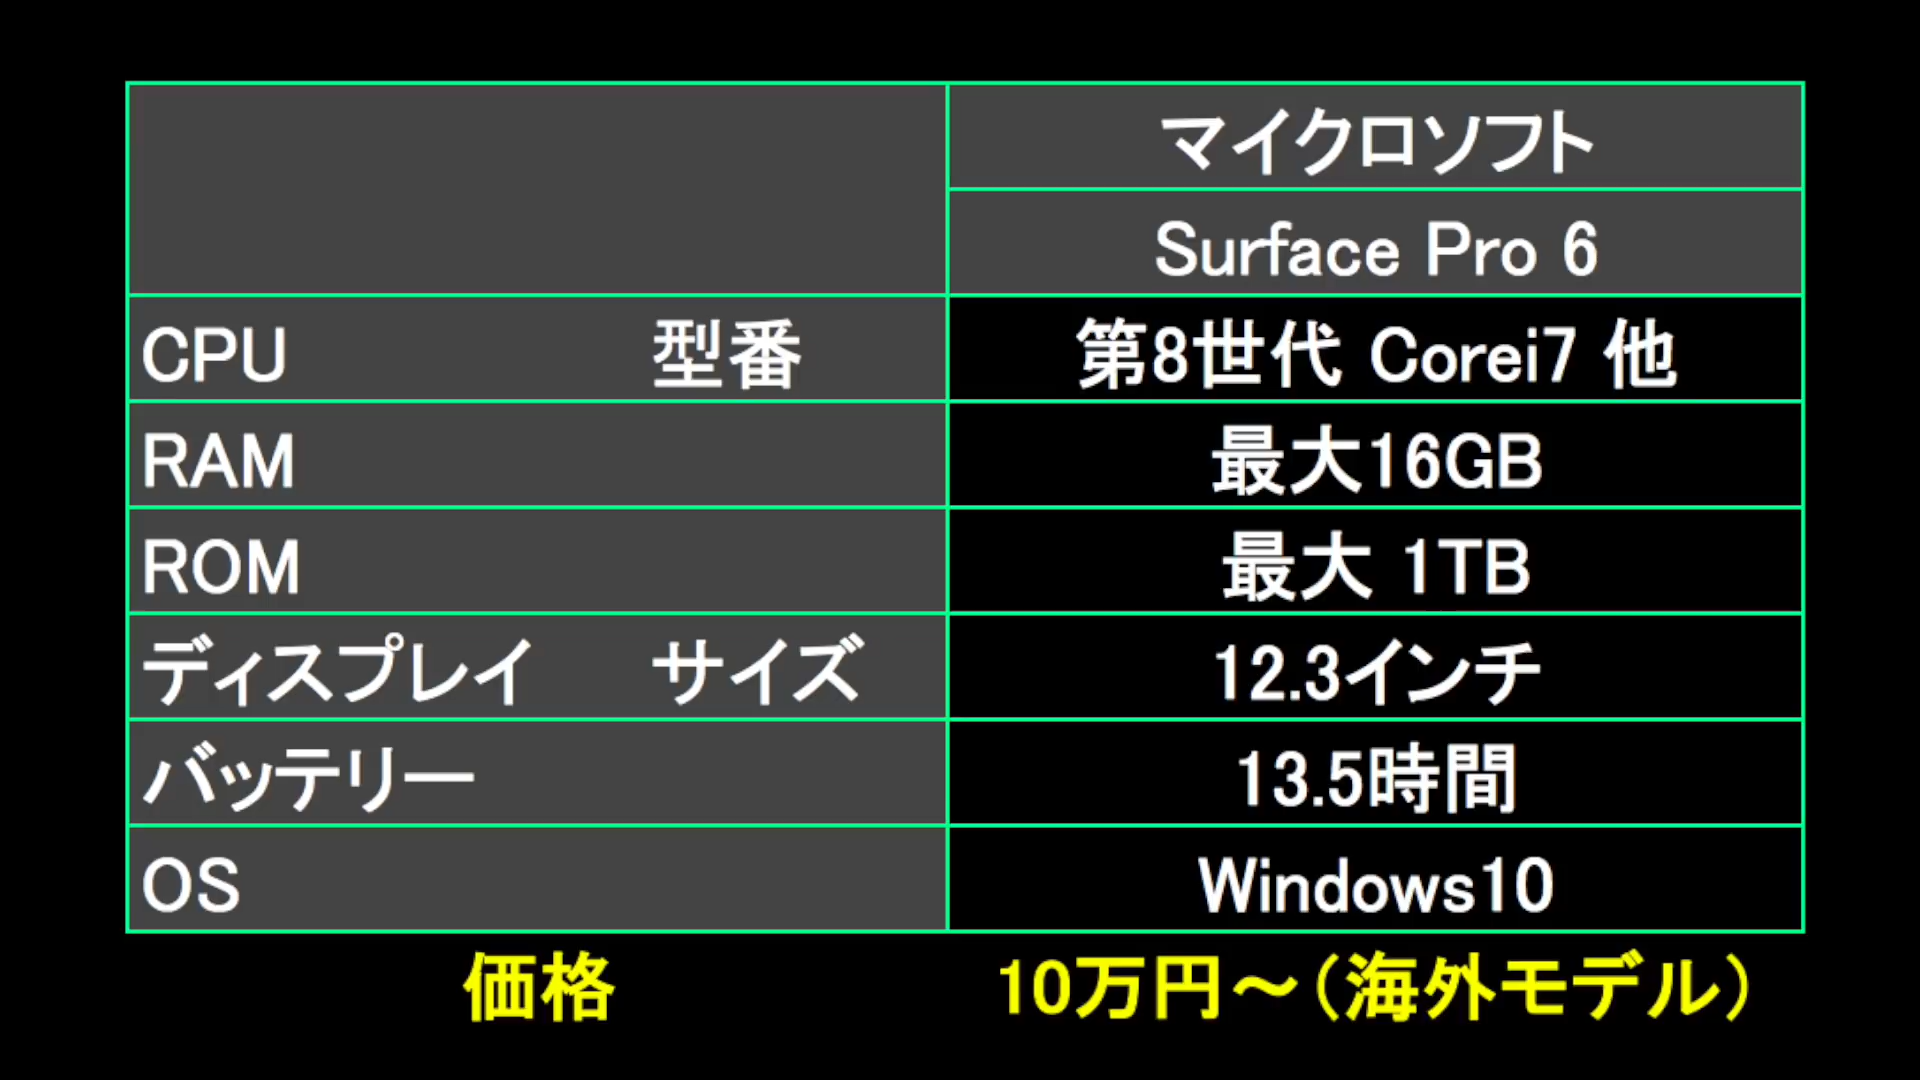 マイクロソフト
Surface Pro 6
CPU 型番 第8世代 Corei7 他
RAM 最大16GB
ROM 最大 1TB
ディスプレイ サイズ 12.3インチ
バッテリー 13.5時間
OS Windows10
価格 10万円～（海外モデル）